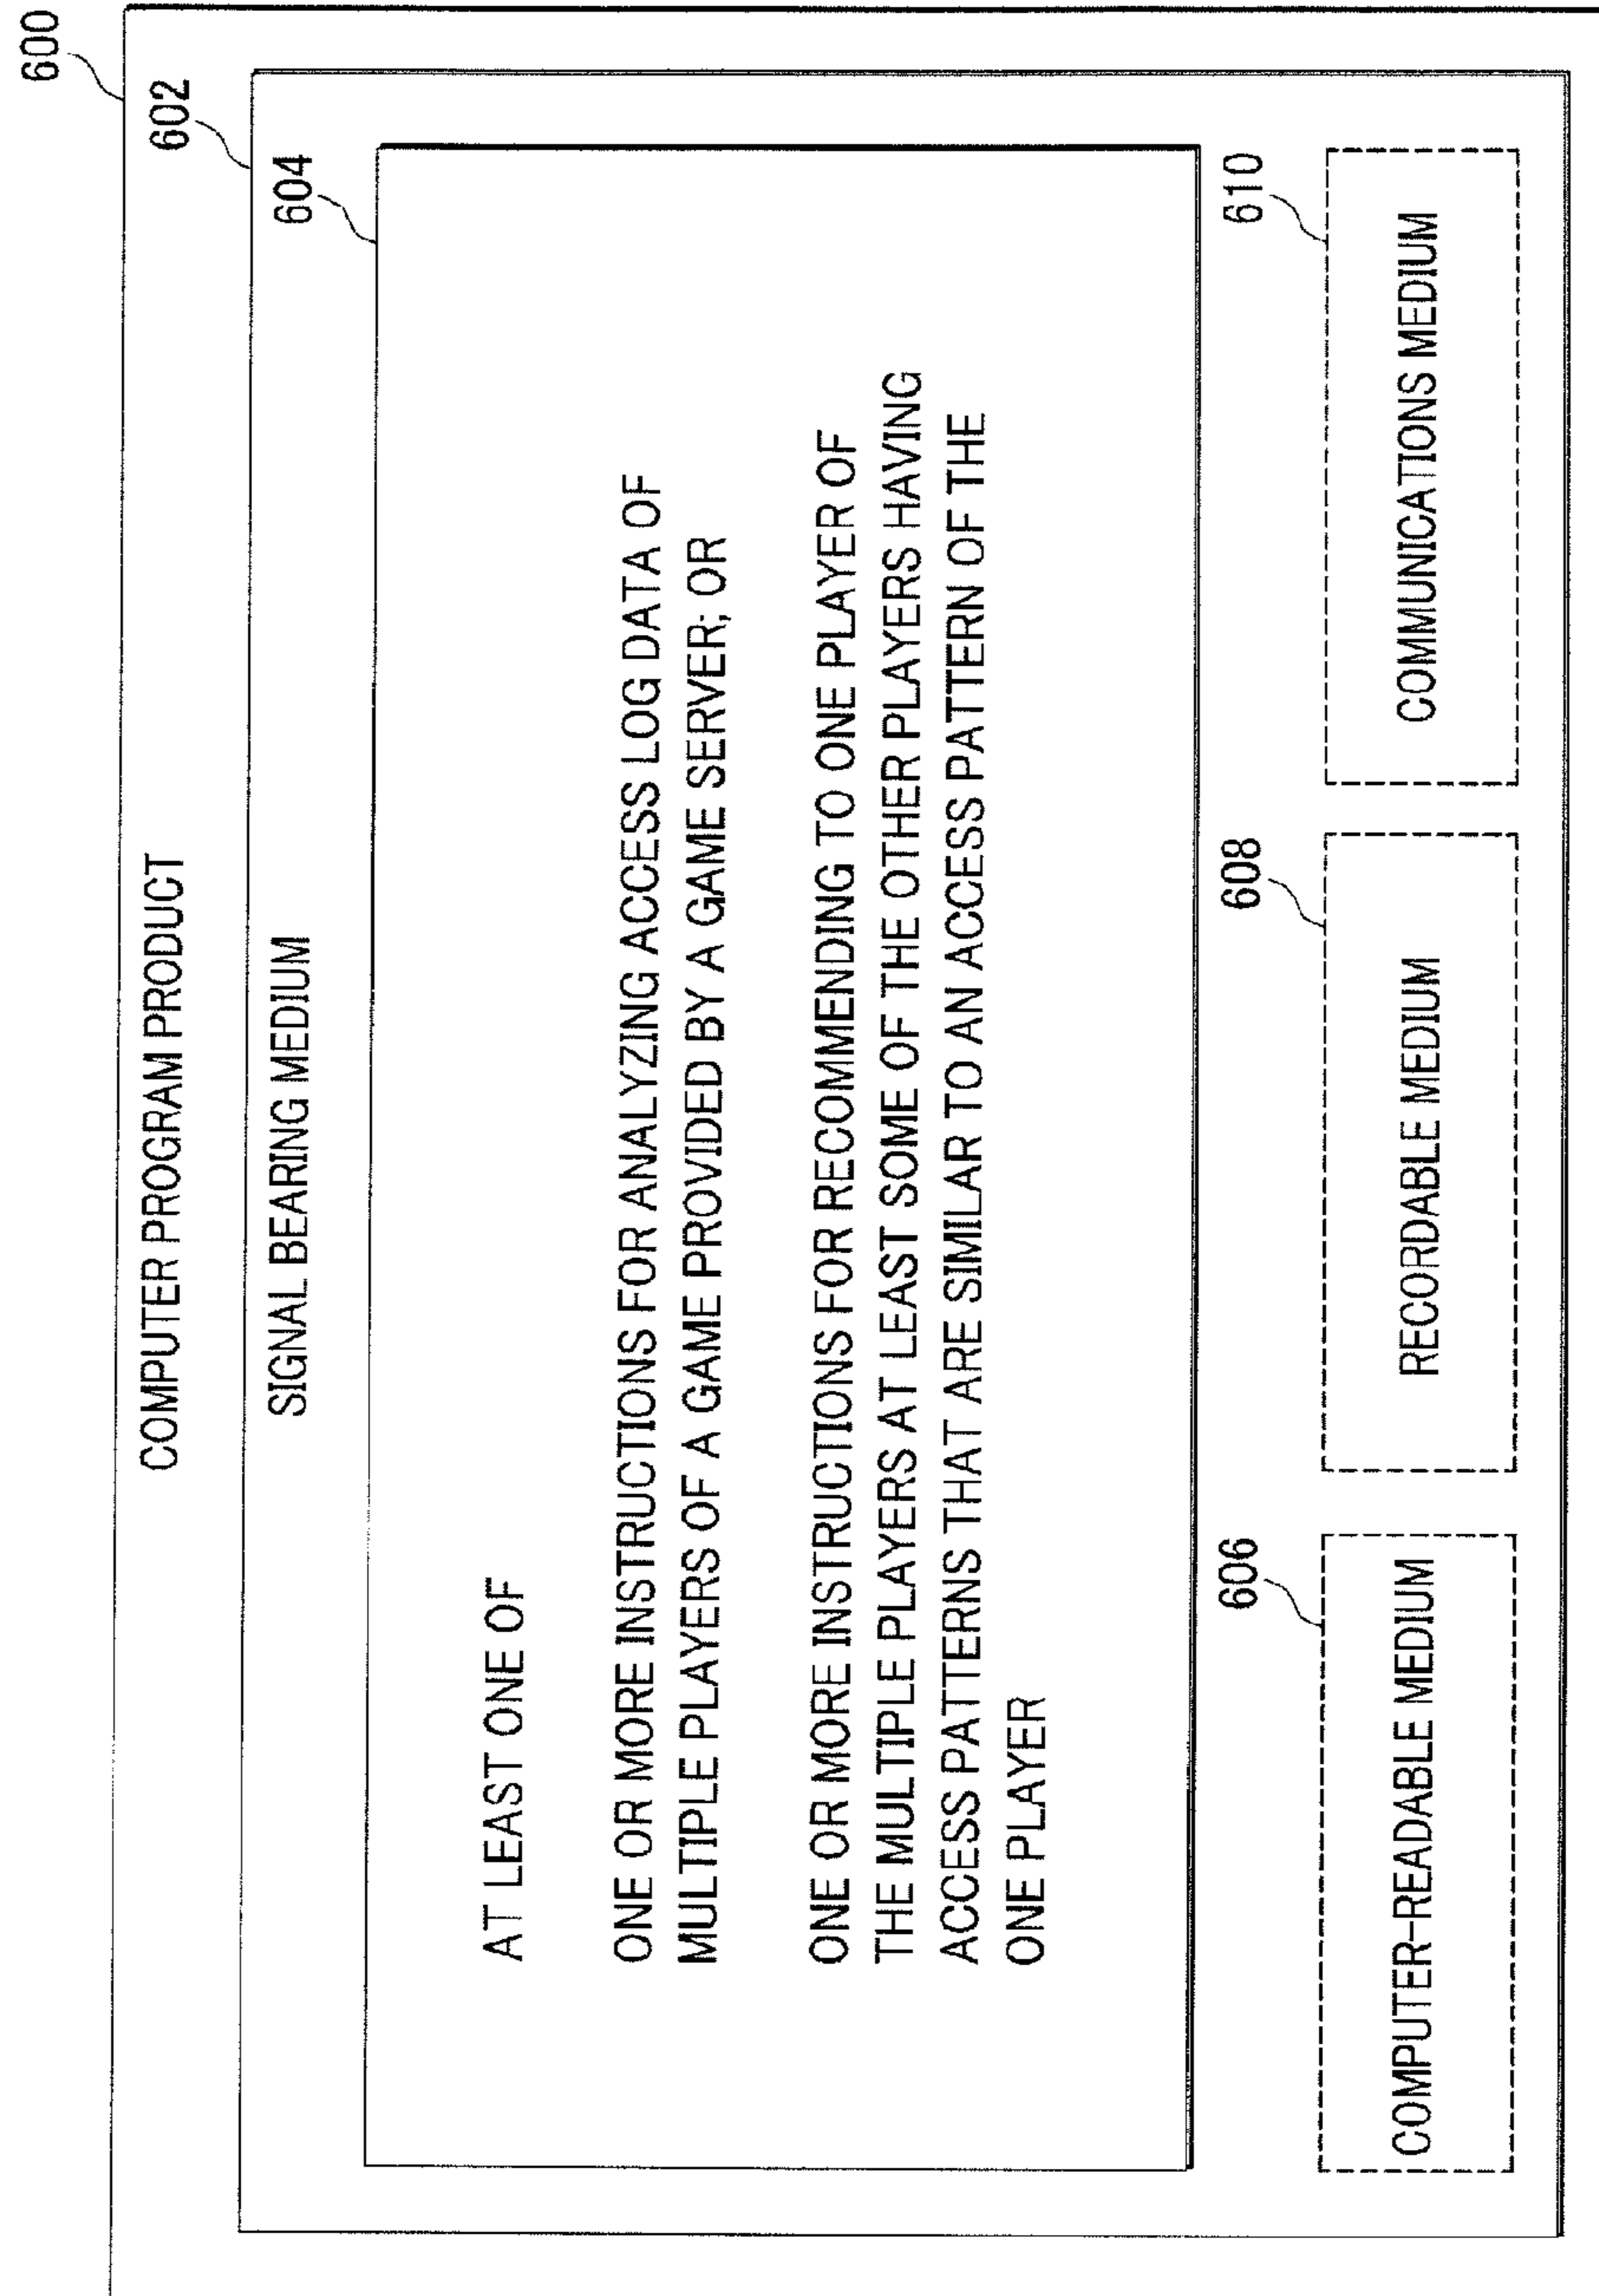 600
COMPUTER PROGRAM PRODUCT
602
SIGNAL BEARING MEDIUM
604
AT LEAST ONE OF
ONE OR MORE INSTRUCTIONS FOR ANALYZING ACCESS LOG DATA OF
MULTIPLE PLAYERS OF A GAME PROVIDED BY A GAME SERVER; OR
ONE OR MORE INSTRUCTIONS FOR RECOMMENDING TO ONE PLAYER OF
THE MULTIPLE PLAYERS AT LEAST SOME OF THE OTHER PLAYERS HAVING
ACCESS PATTERNS THAT ARE SIMILAR TO AN ACCESS PATTERN OF THE
ONE PLAYER
606
COMPUTER-READABLE MEDIUM
608
RECORDABLE MEDIUM
610
COMMUNICATIONS MEDIUM